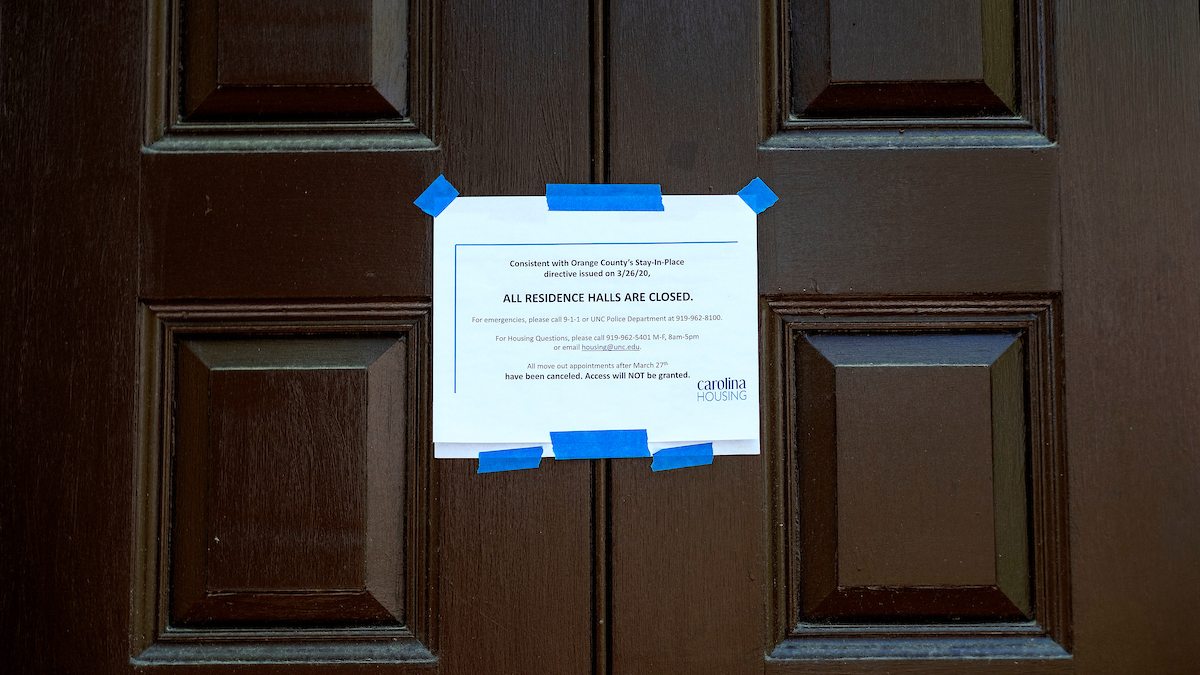 Consistent with Orange County's Stay-In-Place
directive issued on 3/26/20,
ALL RESIDENCE HALLS ARE CLOSED.
For emergencies, please call 9-1-1 or UNC Police Department at 919-962-8100.
For Housing Questions, please call 919-962-5401 M-F, 8am-5pm
or email housing@unc.edu.
All move out appointments after March 27th
have been canceled. Access will NOT be granted.
carolina
HOUSING